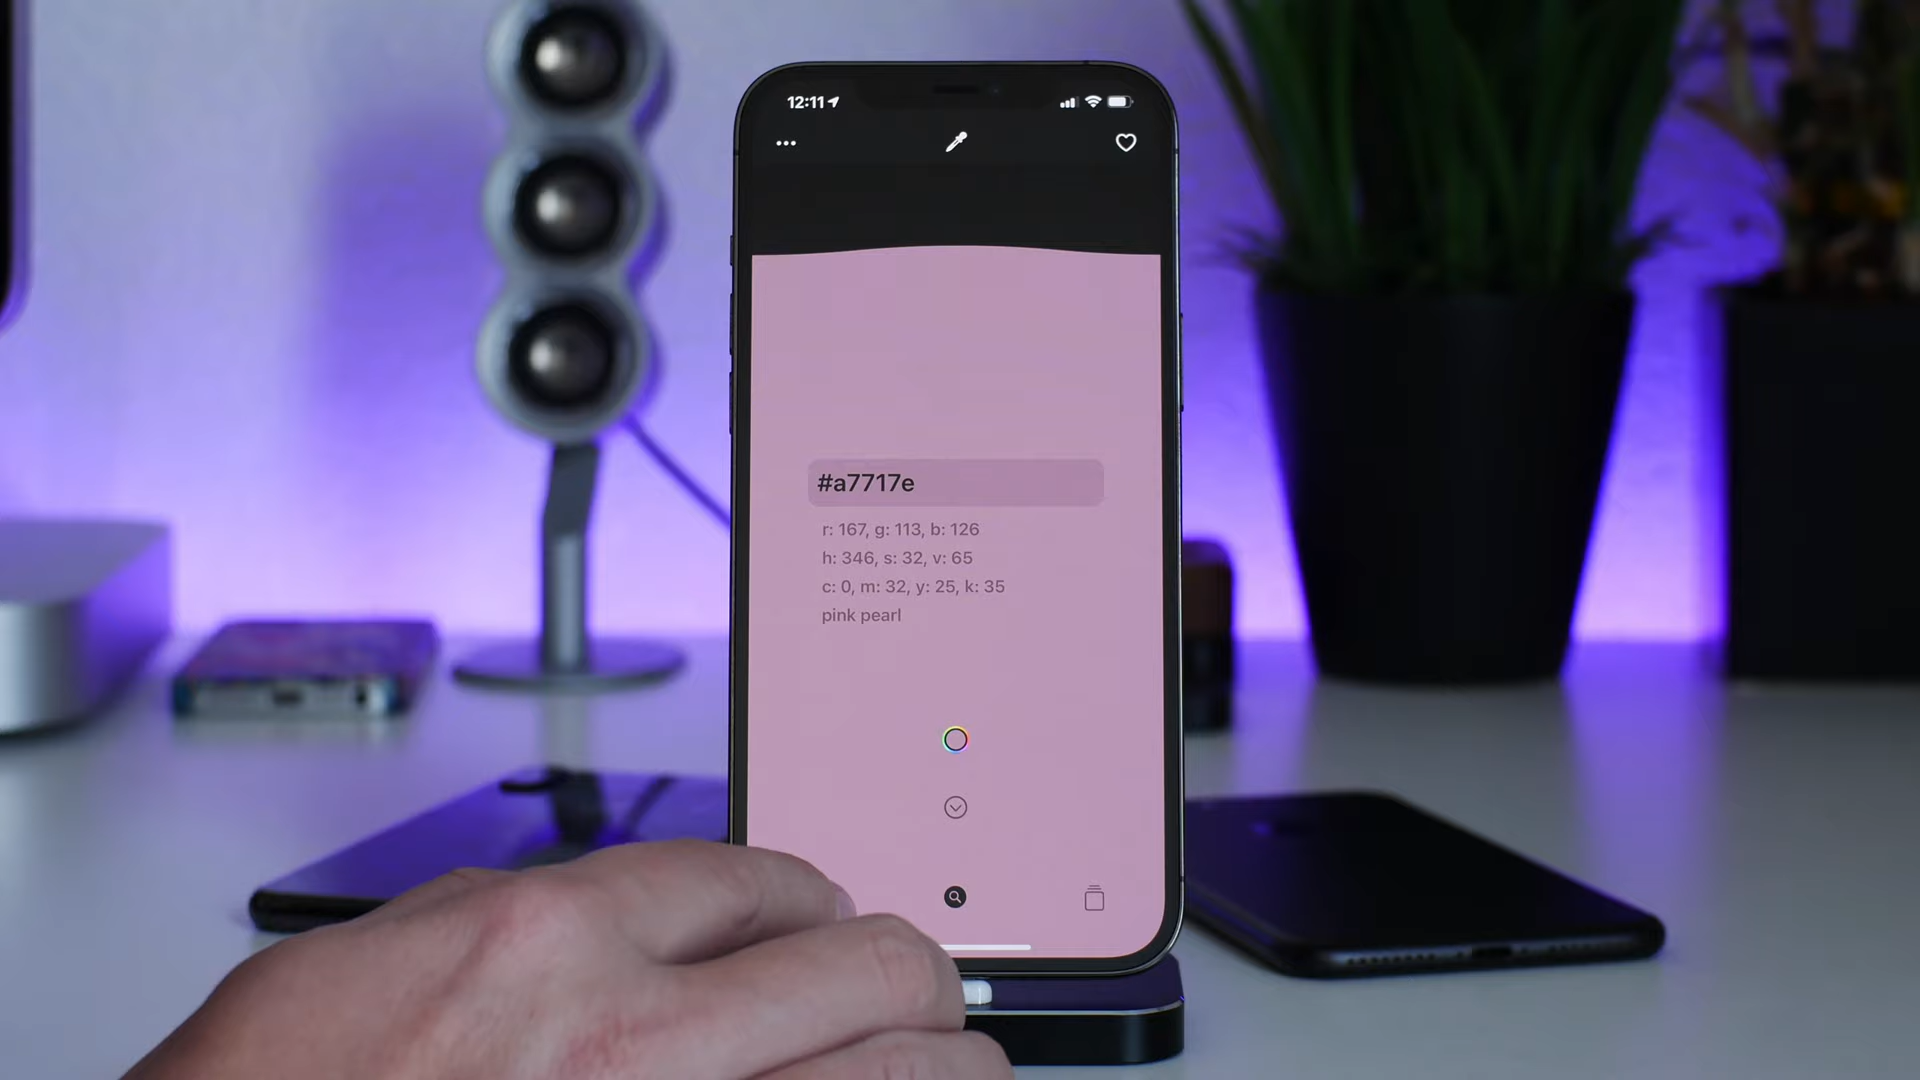 12:11
#a7717e
r: 167, g: 113, b: 126
h: 346, s: 32, v: 65
c: 0, m: 32, y: 25, k: 35
pink pearl